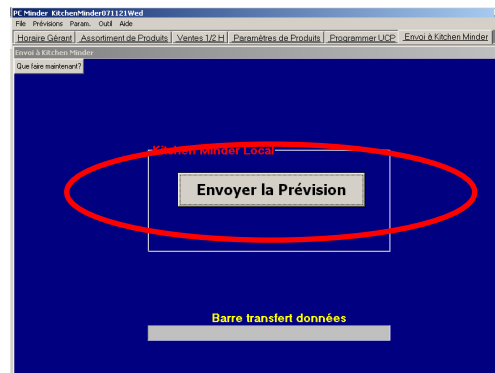 PC Minder KitchenMinder071121Wed
File Prévisions Param. Outil Aide
Horaire Gérant Assortiment de Produits Ventes 1/2 H Paramètres de Produits Programmer UCP Envoi à Kitchen Minder
Envoi à Kitchen Minder
Que faire maintenant?
Kitchen Minder Local
Envoyer la Prévision
Barre transfert données